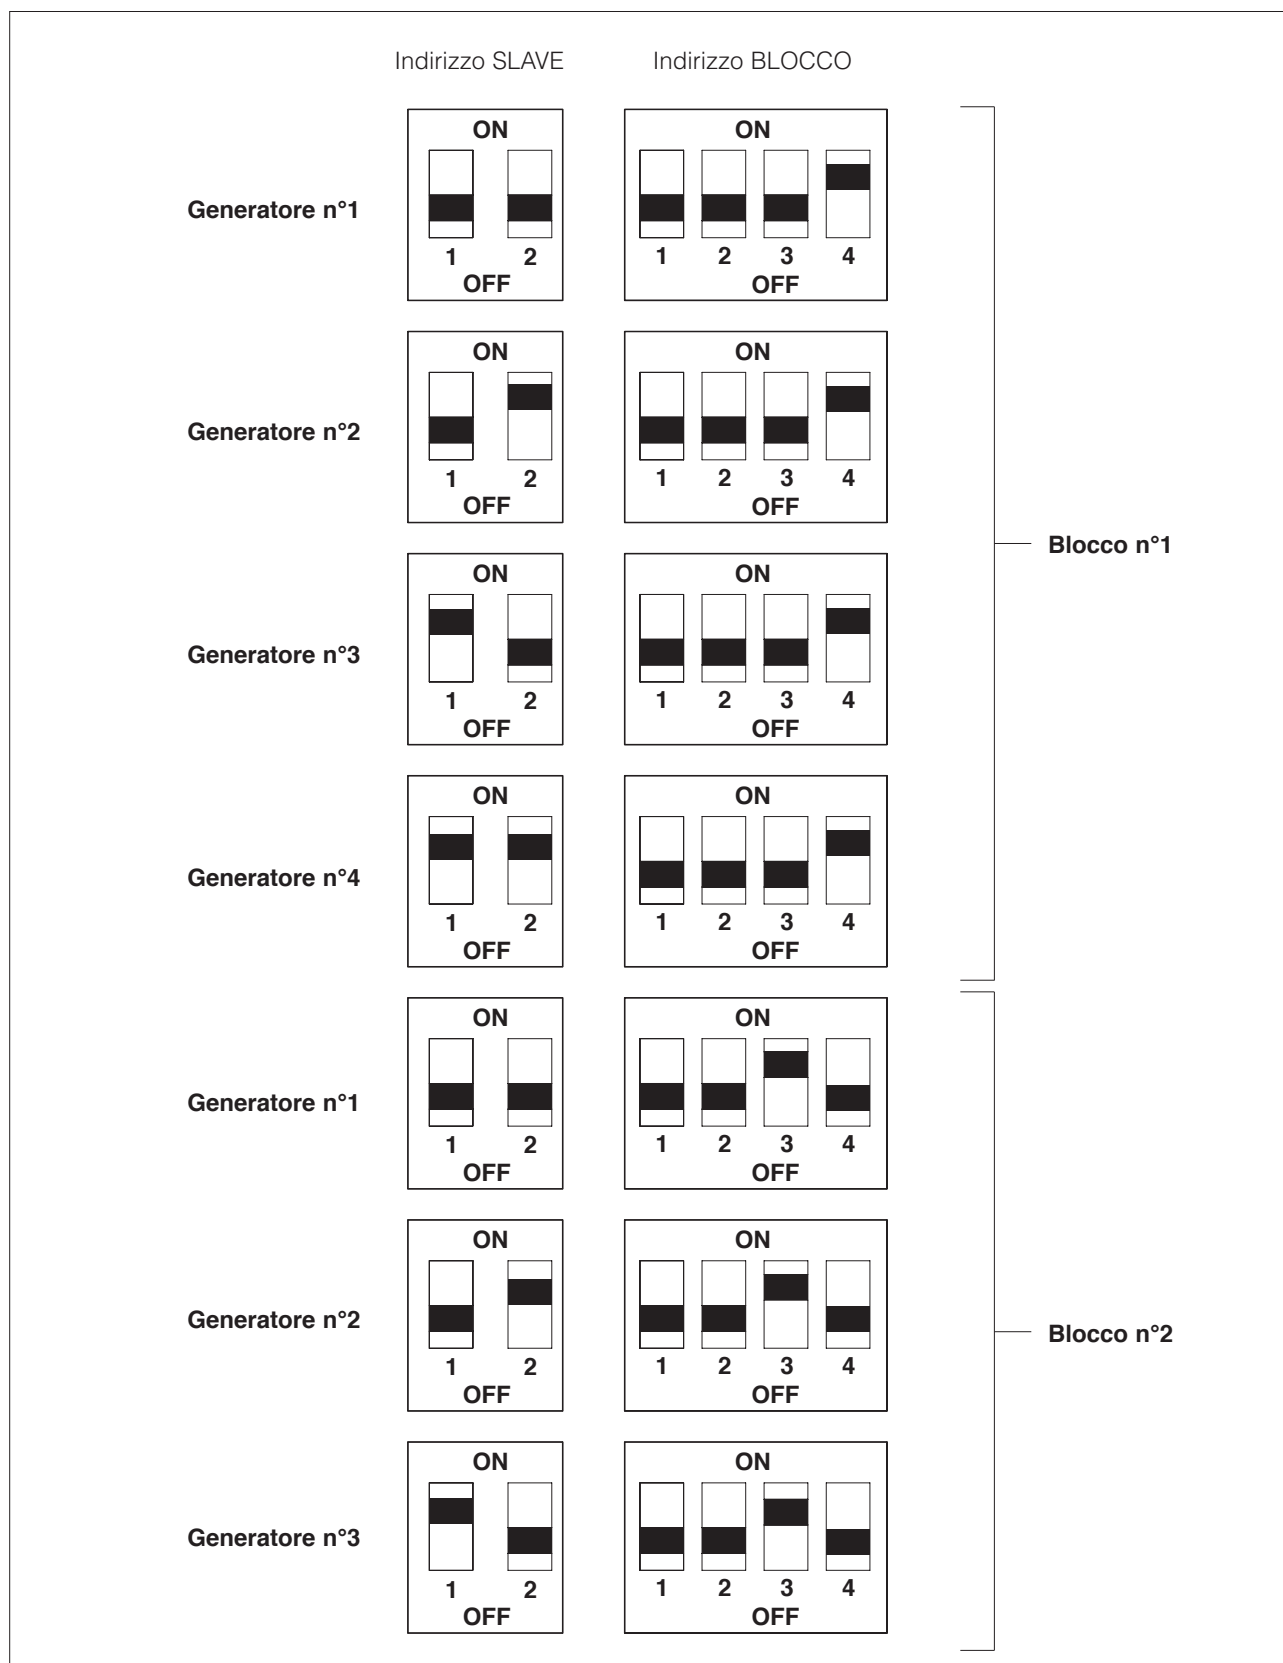 Indirizzo SLAVE Indirizzo BLOCCO
ON ON
Generatore n°1
1 2 1 2 3 4
OFF OFF
ON ON
Generatore n°2
1 2 1 2 3 4
OFF OFF
Blocco n°1
ON ON
Generatore n°3
1 2 1 2 3 4
OFF OFF
ON ON
Generatore n°4
1 2 1 2 3 4
OFF OFF
ON ON
Generatore n°1
1 2 1 2 3 4
OFF OFF
ON ON
Generatore n°2
Blocco n°2
1 2 1 2 3 4
OFF OFF
ON ON
Generatore n°3
1 2 1 2 3 4
OFF OFF